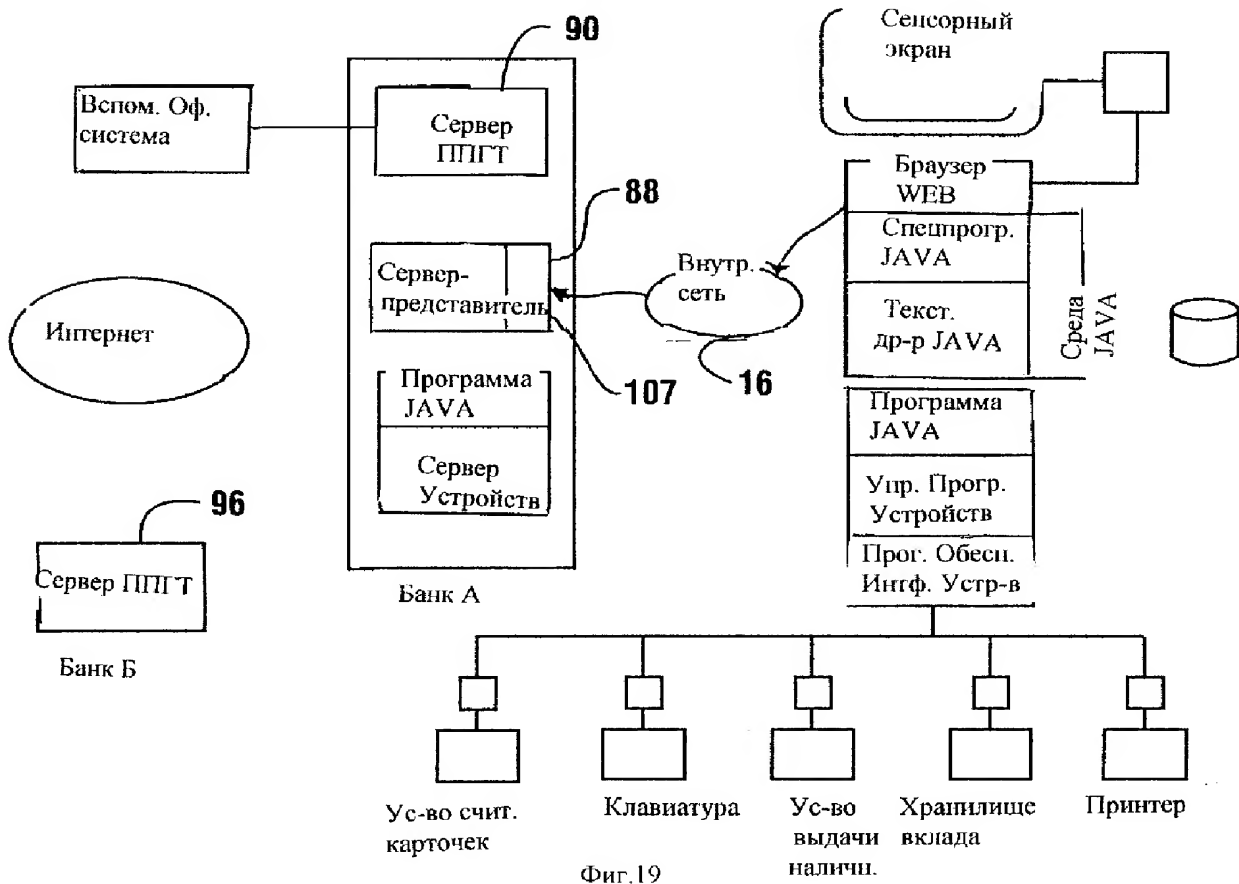 90
Сенсорный
экран
Вспом. Оф.
система
Сервер
ППГТ
Браузер
WEB
88
Спецпрогр.
JAVA
Внутр.
сеть
Сервер-
представитель
Интернет
Текст.
др-р JAVA
Среда
JAVA
107
16
Программа
JAVA
Программа
JAVA
Сервер
Устройств
Упр. Прогр.
Устройств
96
Сервер ППГТ
Прог. Обесп.
Интф. Устр-в
Банк А
Банк Б
Ус-во счит.
карточек
Клавиатура
Ус-во
выдачи
наличн.
Хранилище
вклада
Принтер
Фиг.19